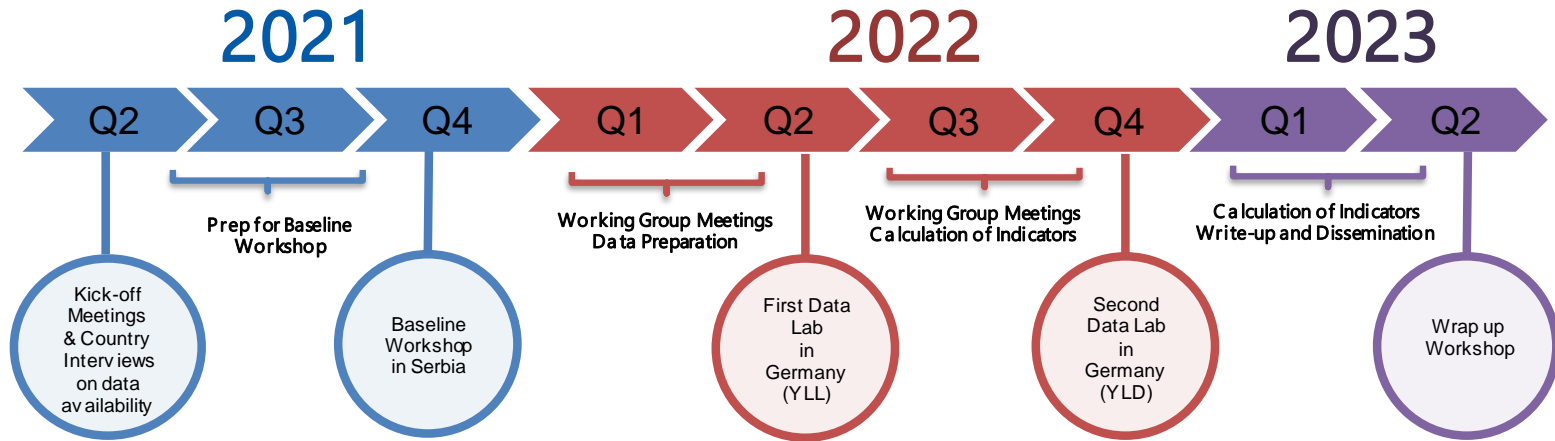 2021
2022
2023
Q2
Q3
Q4
Q1
Q2
Q3
Q4
Q1
Q2
Prep for Baseline
Workshop
Working Group Meetings
Data Preparation
Working Group Meetings
Calculation of Indicators
Calculation of Indicators
Write-up and Dissemination
Kick-off
Meetings
& Country
Interviews
on data
availability
Baseline
Workshop
in Serbia
First Data
Lab
in
Germany
(YLL)
Second
Data Lab
in
Germany
(YLD)
Wrap up
Workshop